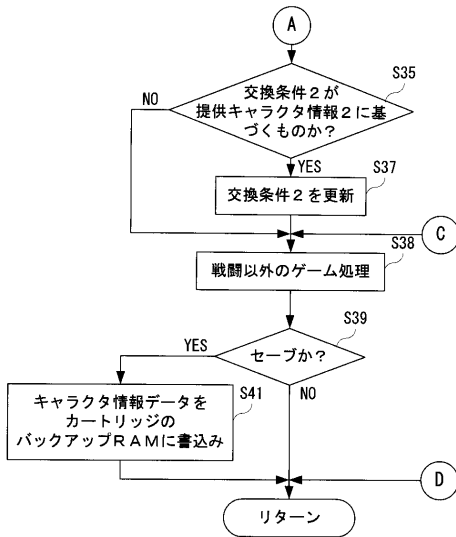 A
S35
交換条件２が
提供キャラクタ情報２に基
づくものか？
NO
YES
S37
交換条件２を更新
C
S38
戦闘以外のゲーム処理
S39
セーブか？
YES
NO
S41
キャラクタ情報データを
カートリッジの
バックアップＲＡＭに書込み
D
リターン